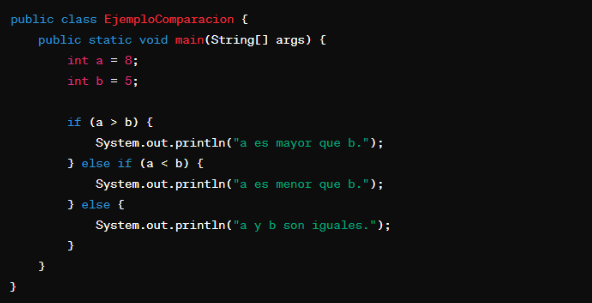 public class EjemploComparacion {
    public static void main(String[] args) {
        int a = 8;
        int b = 5;

        if (a > b) {
            System.out.println("a es mayor que b.");
        } else if (a < b) {
            System.out.println("a es menor que b.");
        } else {
            System.out.println("a y b son iguales.");
        }
    }
}